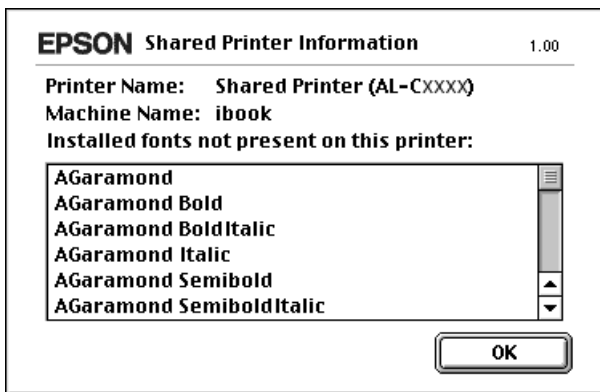 EPSON Shared Printer Information 1.00
Printer Name: Shared Printer (AL-CXXXX)
Machine Name: ibook
Installed fonts not present on this printer:
AGaramond
AGaramond Bold
AGaramond BoldItalic
AGaramond Italic
AGaramond Semibold
AGaramond SemiboldItalic
OK